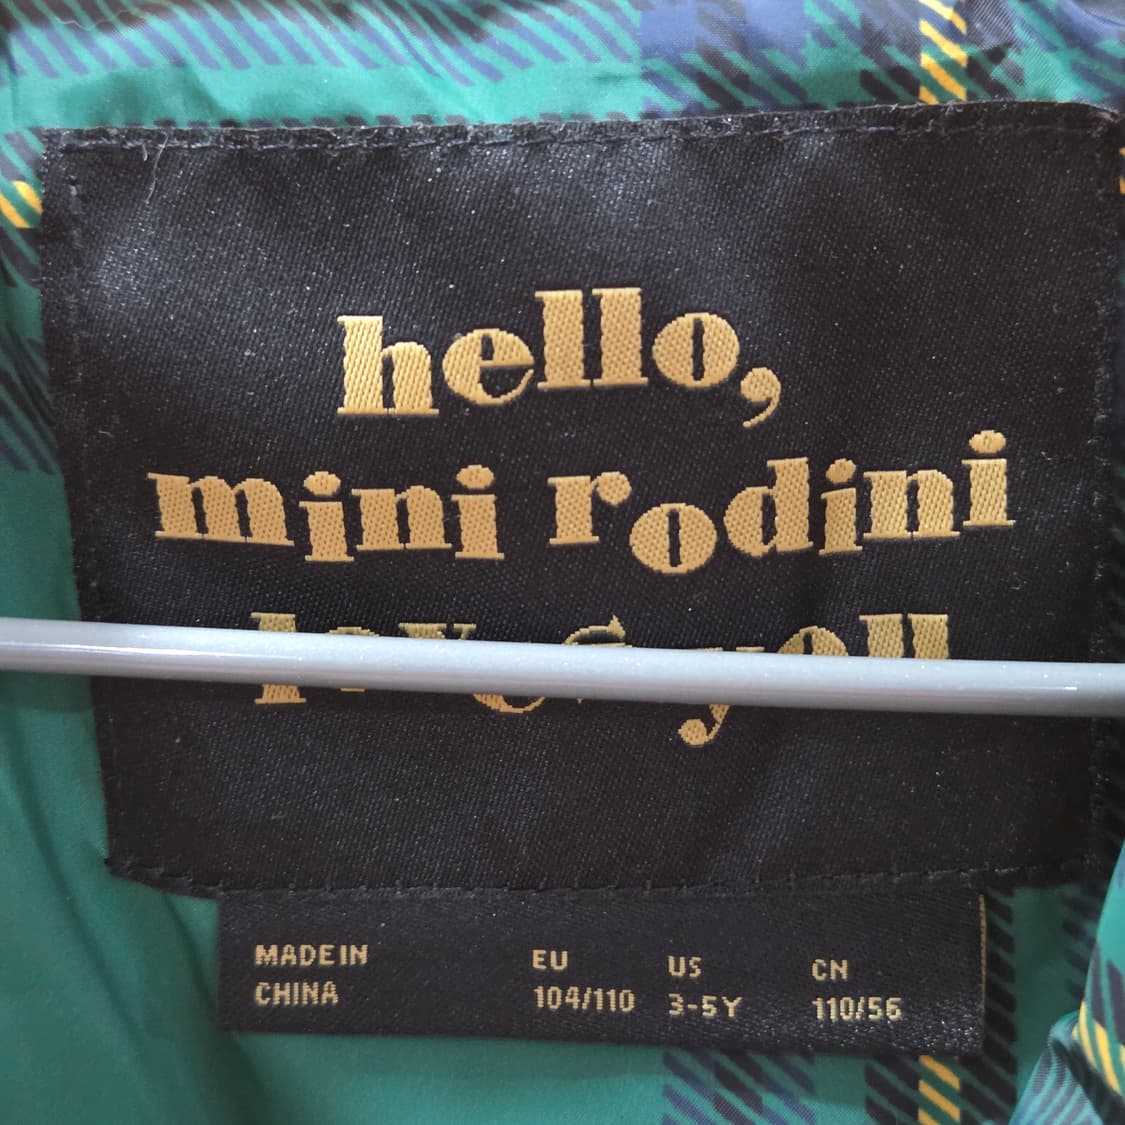 hello,
mini rodini
MADE IN EU US CN
CHINA 104/110 3-5Y 110/56